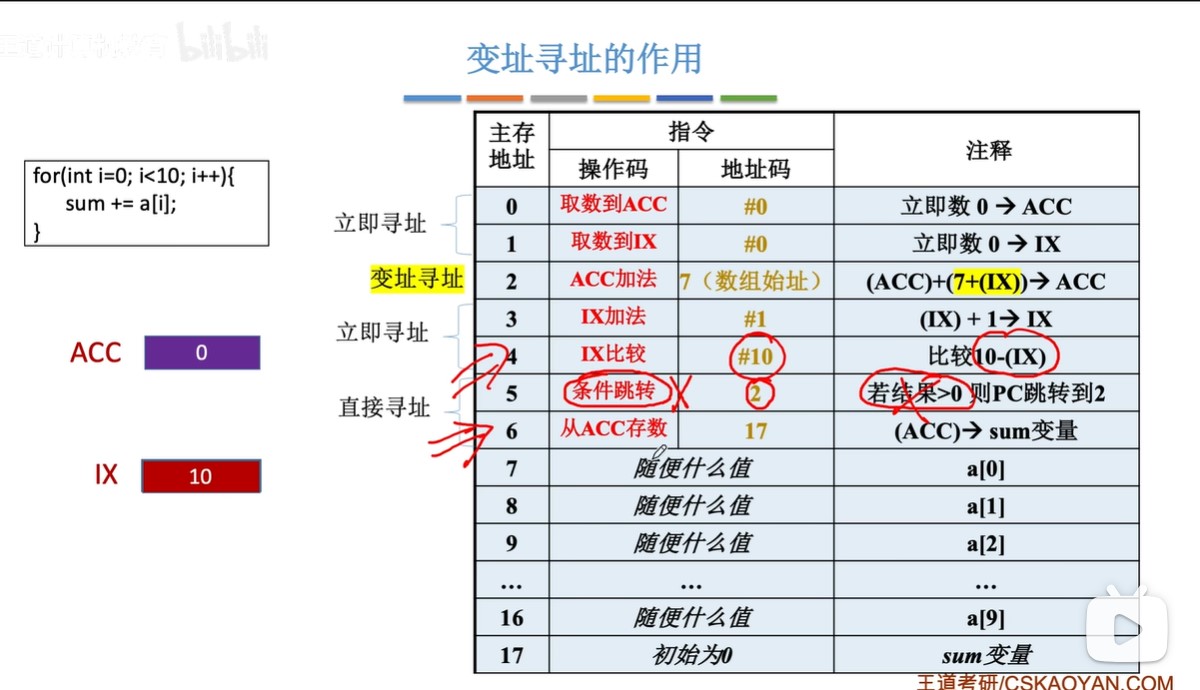 bilibili
变址寻址的作用
for(int i=0; i<10; i++){
sum += a[i];
}
ACC 0
IX 10
立即寻址
变址寻址
立即寻址
直接寻址
主存地址 指令 注释
操作码 地址码
0 取数到ACC #0 立即数 0 → ACC
1 取数到IX #0 立即数 0 → IX
2 ACC加法 7（数组始址） (ACC)+(7+(IX))→ ACC
3 IX加法 #1 (IX) + 1→ IX
4 IX比较 #10 比较10-(IX)
5 条件跳转 2 若结果>0 则PC跳转到2
6 从ACC存数 17 (ACC)→ sum变量
7 随便什么值 a[0]
8 随便什么值 a[1]
9 随便什么值 a[2]
... ... ...
16 随便什么值 a[9]
17 初始为0 sum变量
王道考研/CSKAOYAN.COM